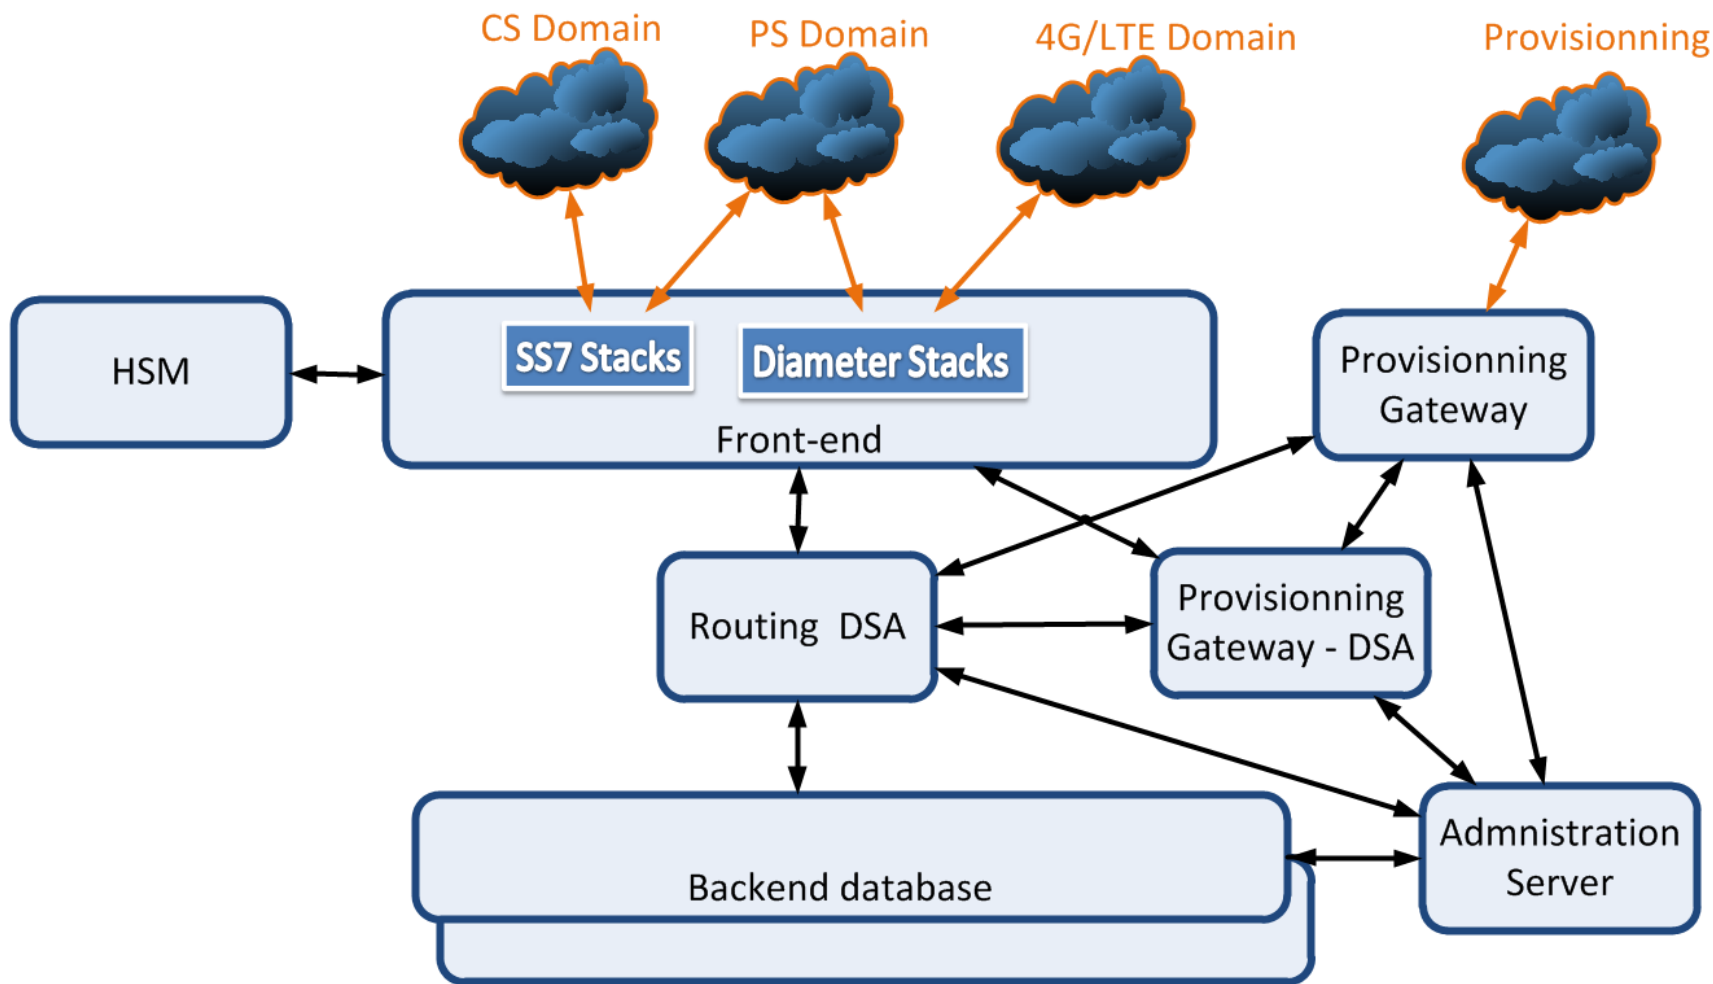 CS Domain
PS Domain
4G/LTE Domain
Provisionning
HSM
SS7 Stacks
Diameter Stacks
Front-end
Provisionning
Gateway
Routing DSA
Provisionning
Gateway - DSA
Backend database
Admnistration
Server